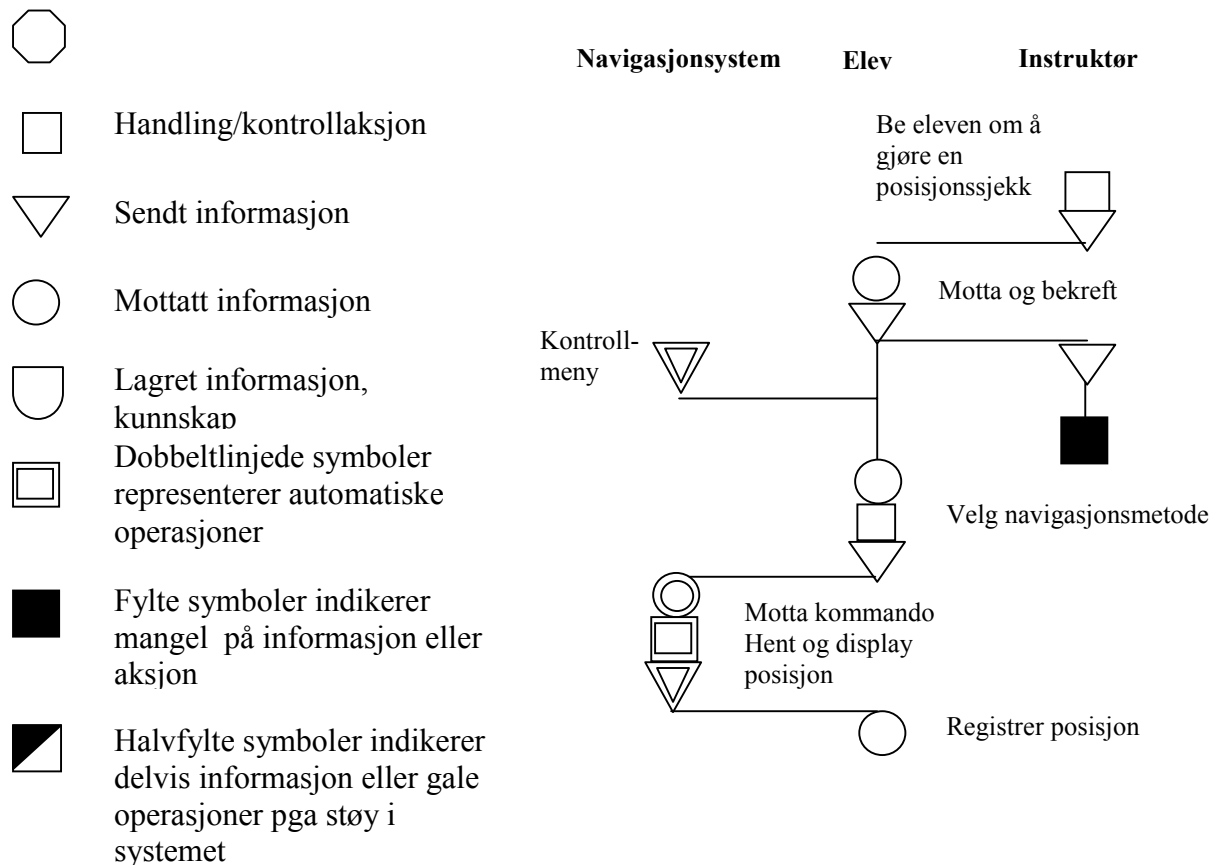 Handling/kontrollaksjon
Sendt informasjon
Mottatt informasjon
Lagret informasjon,
kunnskap
Dobbeltlinjede symboler
representerer automatiske
operasjoner
Fylte symboler indikerer
mangel på informasjon eller
aksjon
Halvfylte symboler indikerer
delvis informasjon eller gale
operasjoner pga støy i
systemet
Navigasjonsystem Elev Instruktør
Be eleven om å
gjøre en
posisjonssjekk
Motta og bekreft
Kontroll-
meny
Velg navigasjonsmetode
Motta kommando
Hent og display
posisjon
Registrer posisjon